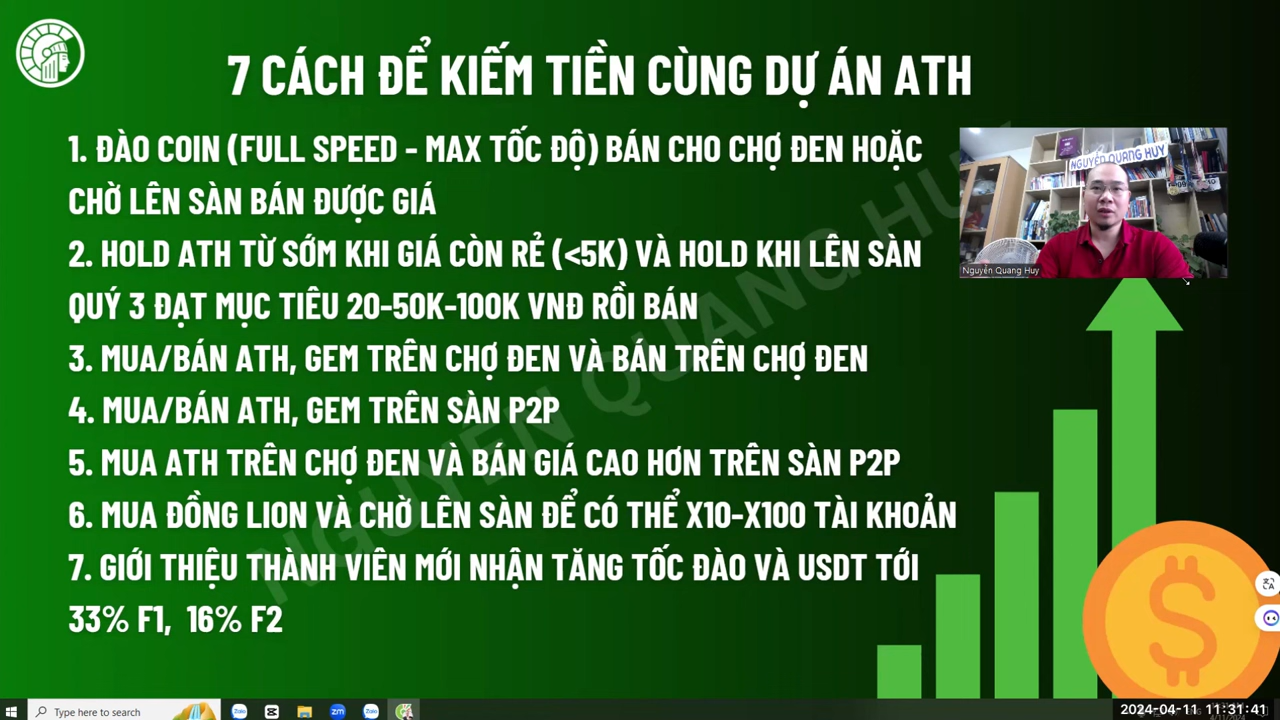 7 CÁCH ĐỂ KIẾM TIỀN CÙNG DỰ ÁN ATH
1. ĐÀO COIN (FULL SPEED - MAX TỐC ĐỘ) BÁN CHO CHỢ ĐEN HOẶC
CHỜ LÊN SÀN BÁN ĐƯỢC GIÁ
2. HOLD ATH TỪ SỚM KHI GIÁ CÒN RẺ (<5K) VÀ HOLD KHI LÊN SÀN
QUÝ 3 ĐẠT MỤC TIÊU 20-50K-100K VNĐ RỒI BÁN
3. MUA/BÁN ATH, GEM TRÊN CHỢ ĐEN VÀ BÁN TRÊN CHỢ ĐEN
4. MUA/BÁN ATH, GEM TRÊN SÀN P2P
5. MUA ATH TRÊN CHỢ ĐEN VÀ BÁN GIÁ CAO HƠN TRÊN SÀN P2P
6. MUA ĐỒNG LION VÀ CHỜ LÊN SÀN ĐỂ CÓ THỂ X10-X100 TÀI KHOẢN
7. GIỚI THIỆU THÀNH VIÊN MỚI NHẬN TĂNG TỐC ĐÀO VÀ USDT TỚI
33% F1, 16% F2
NGUYỄN QUANG HUY
NGUYỄN QUANG HUY
Nguyễn Quang Huy
Type here to search
Zalo
zm
Zalo
2024-04-11 11:31:41